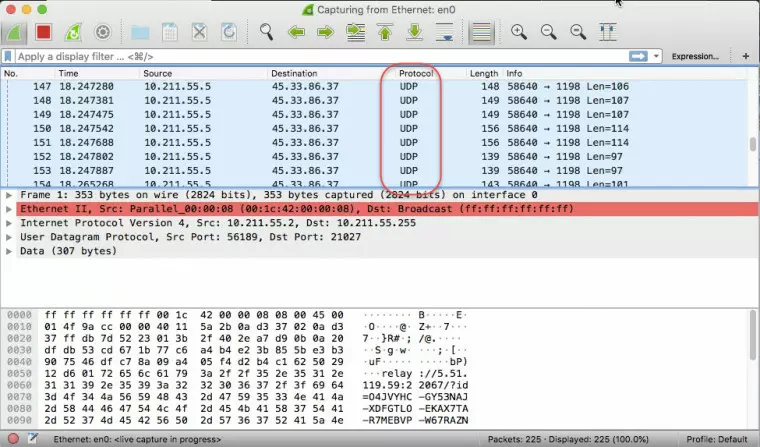 Capturing from Ethernet: en0
Apply a display filter ... <⌘/>
Expression...
+
No. Time Source Destination Protocol Length Info
147 18.247280 10.211.55.5 45.33.86.37 UDP 148 58640 → 1198 Len=106
148 18.247381 10.211.55.5 45.33.86.37 UDP 149 58640 → 1198 Len=107
149 18.247475 10.211.55.5 45.33.86.37 UDP 149 58640 → 1198 Len=107
150 18.247542 10.211.55.5 45.33.86.37 UDP 156 58640 → 1198 Len=114
151 18.247688 10.211.55.5 45.33.86.37 UDP 156 58640 → 1198 Len=114
152 18.247802 10.211.55.5 45.33.86.37 UDP 139 58640 → 1198 Len=97
153 18.247887 10.211.55.5 45.33.86.37 UDP 139 58640 → 1198 Len=97
154 18.265268 10.211.55.5 45.33.86.37 UDP 143 58640 → 1198 Len=101
Frame 1: 353 bytes on wire (2824 bits), 353 bytes captured (2824 bits) on interface 0
Ethernet II, Src: Parallel_00:00:08 (00:1c:42:00:00:08), Dst: Broadcast (ff:ff:ff:ff:ff:ff)
Internet Protocol Version 4, Src: 10.211.55.2, Dst: 10.211.55.255
User Datagram Protocol, Src Port: 56189, Dst Port: 21027
Data (307 bytes)
0000 ff ff ff ff ff ff 00 1c 42 00 00 08 08 00 45 00 ········ B·····E·
0010 01 4f 9a cc 00 00 40 11 5a 2b 0a d3 37 02 0a d3 ·O····@· Z+··7···
0020 37 ff db 7d 52 23 01 3b 2f 40 2e a7 d9 0b 0a 20 7··}R#·; /@.····
0030 df db 53 cd 67 1b 77 c6 a4 b4 e2 3b 85 5b e3 b3 ··S·g·w· ···;·[··
0040 90 75 46 df c7 8a 09 a4 05 f4 d2 b4 c1 62 50 29 ·uF····· ·····bP)
0050 12 d6 01 72 65 6c 61 79 3a 2f 2f 35 2e 35 31 2e ···relay ://5.51.
0060 31 31 39 2e 35 39 3a 32 32 30 36 37 2f 3f 69 64 119.59:2 2067/?id
0070 3d 4f 34 4a 56 59 48 43 2d 47 59 35 33 4e 41 4a =O4JVYHC -GY53NAJ
0080 2d 58 44 46 47 54 4c 4f 2d 45 4b 41 58 37 54 41 -XDFGTLO -EKAX7TA
0090 2d 52 37 4d 45 42 56 50 2d 57 36 37 52 41 5a 4e -R7MEBVP -W67RAZN
Ethernet: en0: <live capture in progress>
Packets: 225 · Displayed: 225 (100.0%)
Profile: Default